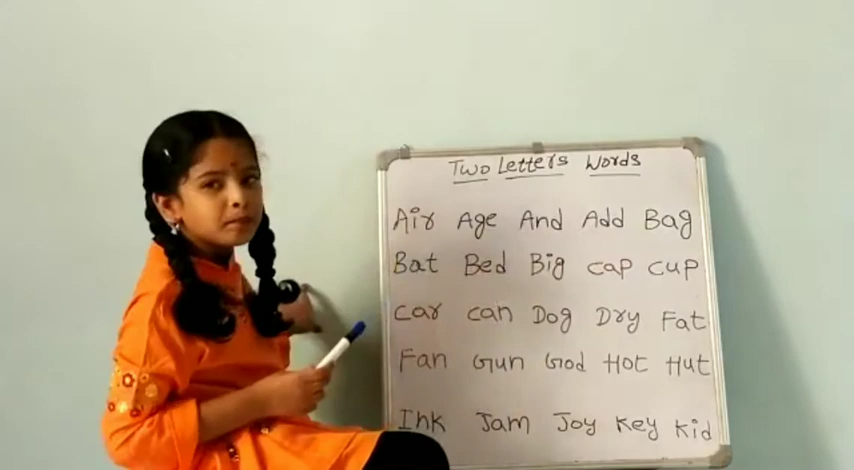 Two Letters Words
Air Age And Add Bag
Bat Bed Big cap cup
car can Dog Dry Fat
Fan Gun God Hot Hut
Ink Jam Joy Key Kid